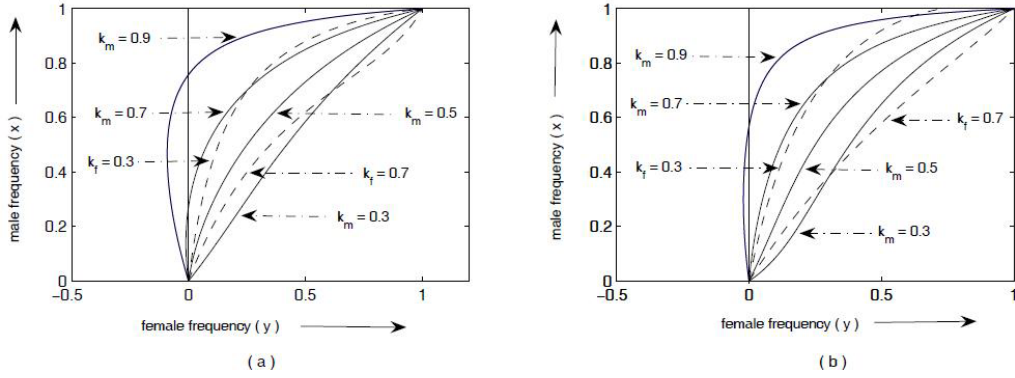 1
0.8
0.6
0.4
0.2
0
−0.5
0
0.5
1
male frequency ( x )
female frequency ( y )
k_m = 0.9
k_m = 0.7
k_m = 0.5
k_f = 0.3
k_f = 0.7
k_m = 0.3
( a )
1
0.8
0.6
0.4
0.2
0
−0.5
0
0.5
1
male frequency ( x )
female frequency ( y )
k_m = 0.9
k_m = 0.7
k_f = 0.7
k_f = 0.3
k_m = 0.5
k_m = 0.3
( b )